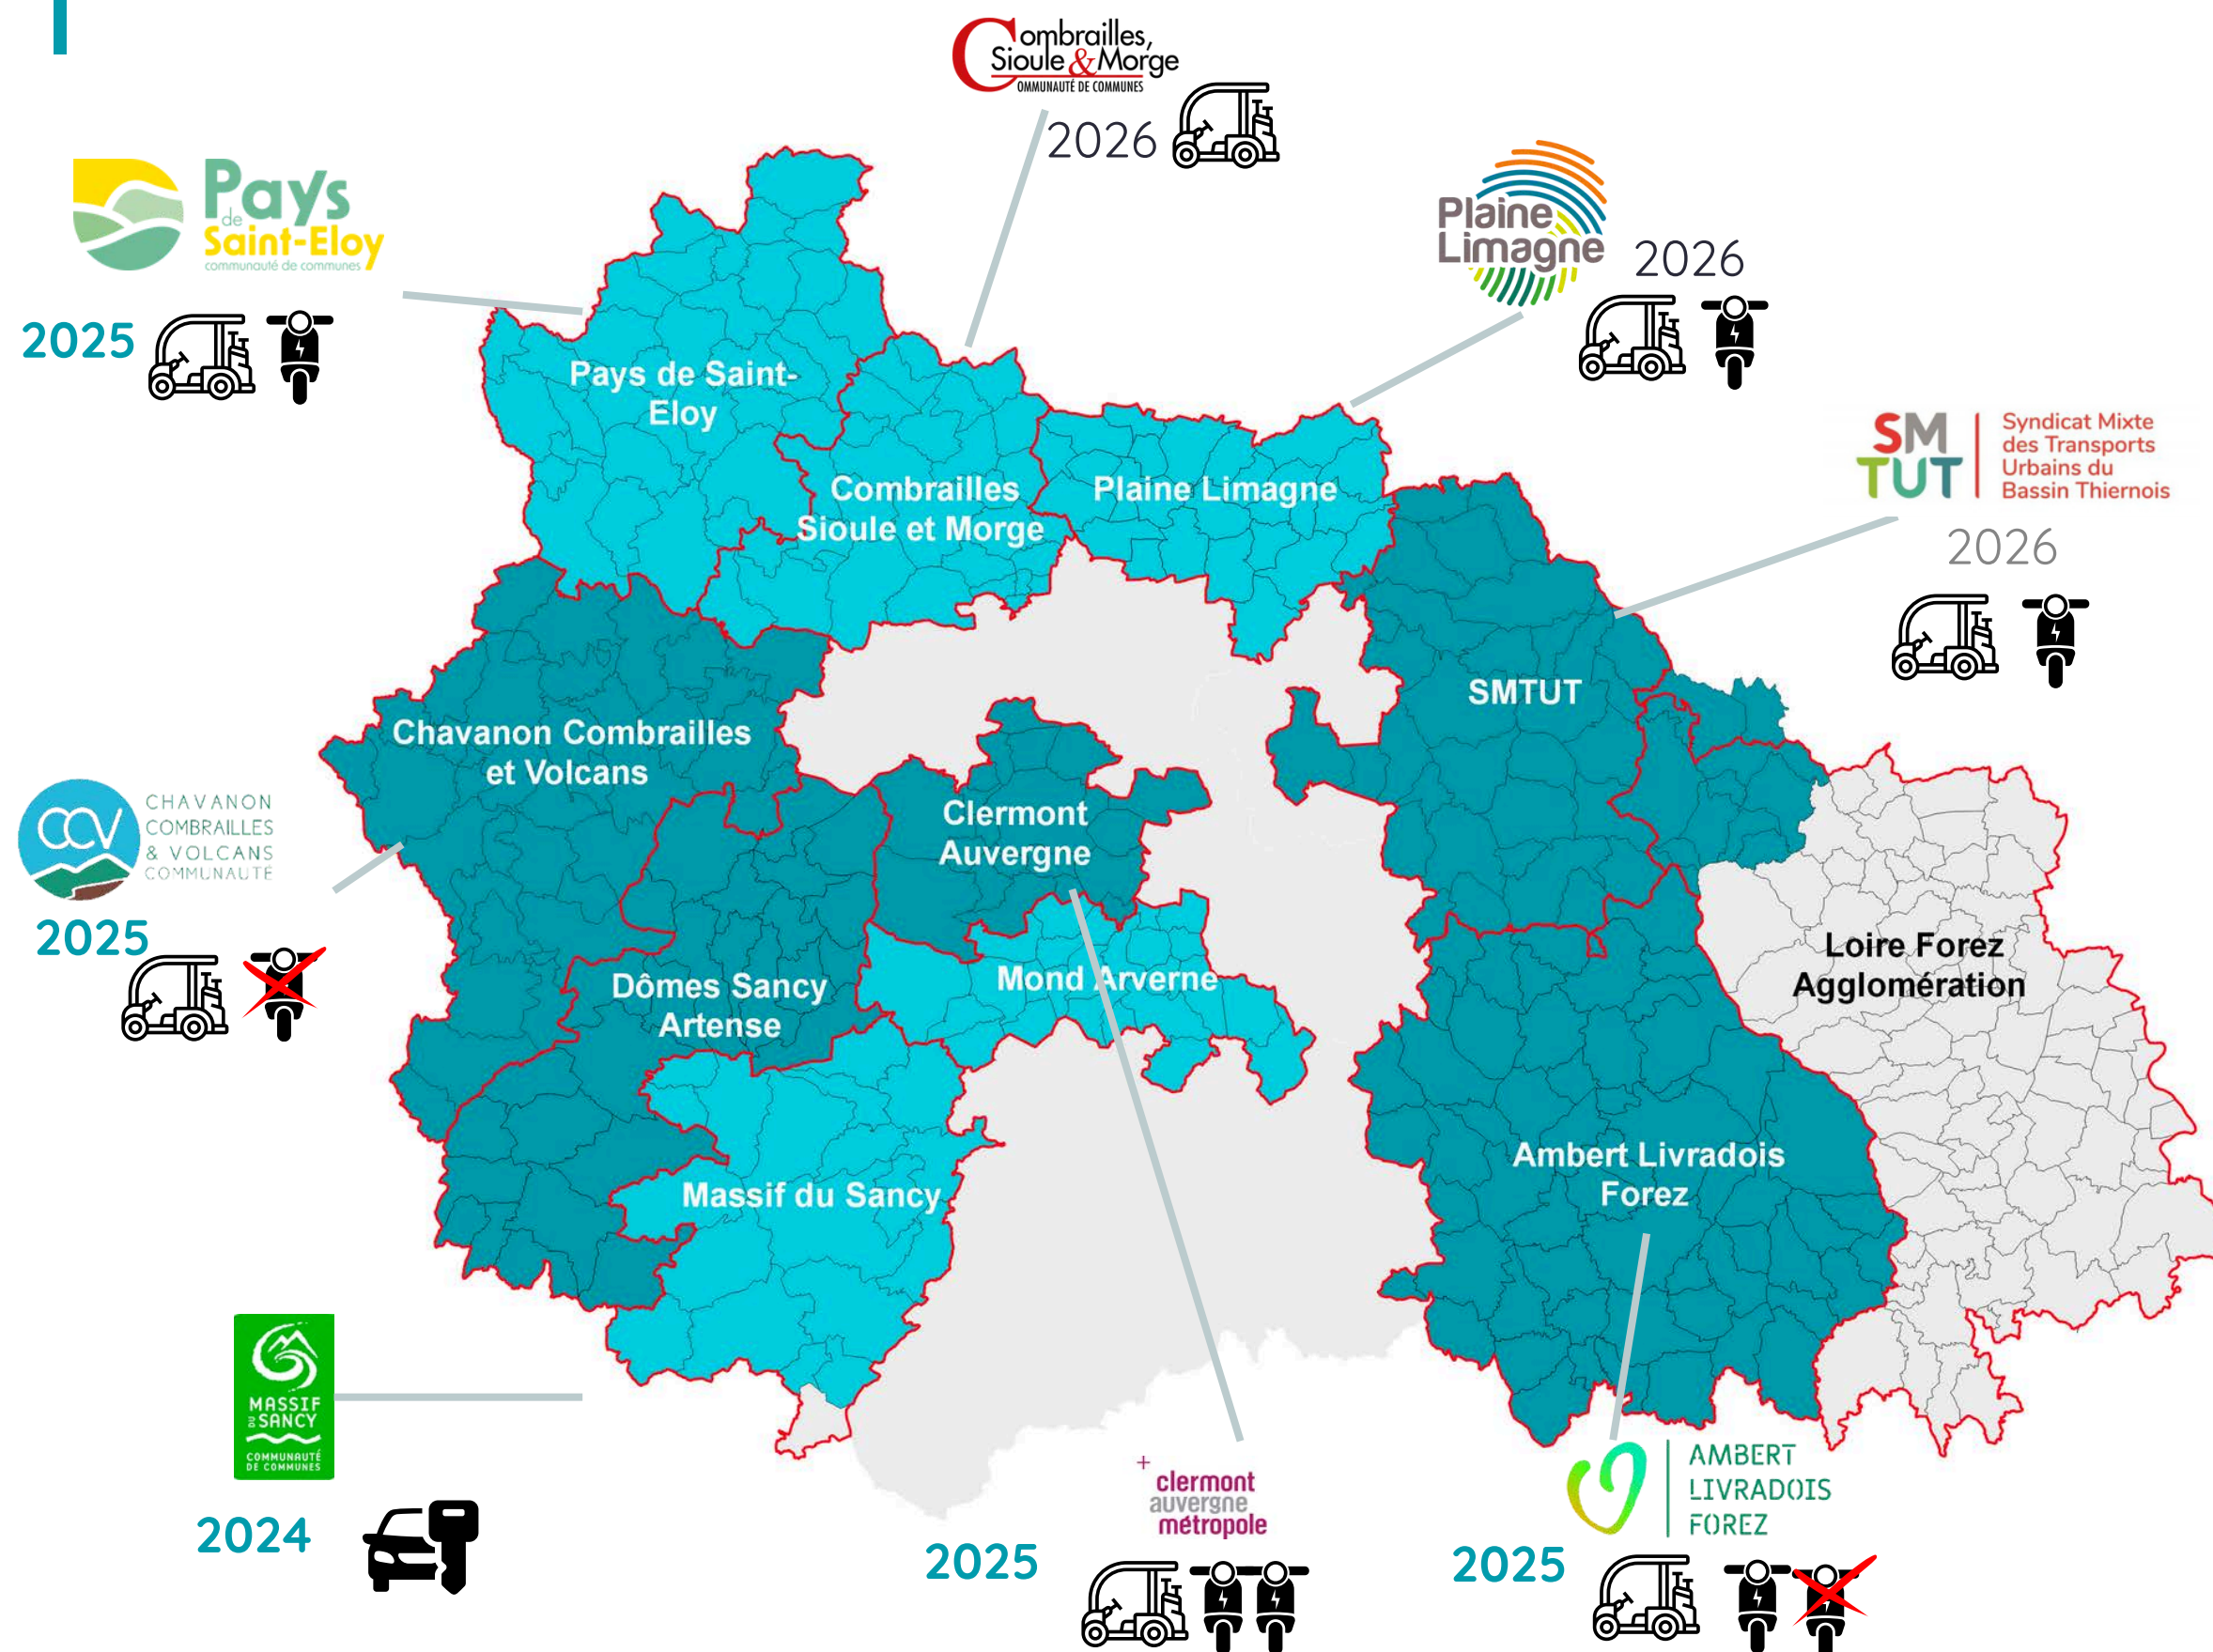 Combrailles,
Sioule & Morge
COMMUNAUTÉ DE COMMUNES
2026
Pays
de
Saint-Eloy
communauté de communes
2025
Plaine
Limagne
2026
SM
TUT
Syndicat Mixte
des Transports
Urbains du
Bassin Thiernois
2026
Pays de Saint-
Eloy
Combrailles
Sioule et Morge
Plaine Limagne
SMTUT
Chavanon Combrailles
et Volcans
Clermont
Auvergne
CCV
CHAVANON
COMBRAILLES
& VOLCANS
COMMUNAUTÉ
2025
Dômes Sancy
Artense
Mond Arverne
Loire Forez
Agglomération
Massif du Sancy
Ambert Livradois
Forez
MASSIF
DU SANCY
COMMUNAUTÉ
DE COMMUNES
2024
+
clermont
auvergne
métropole
2025
AMBERT
LIVRADOIS
FOREZ
2025